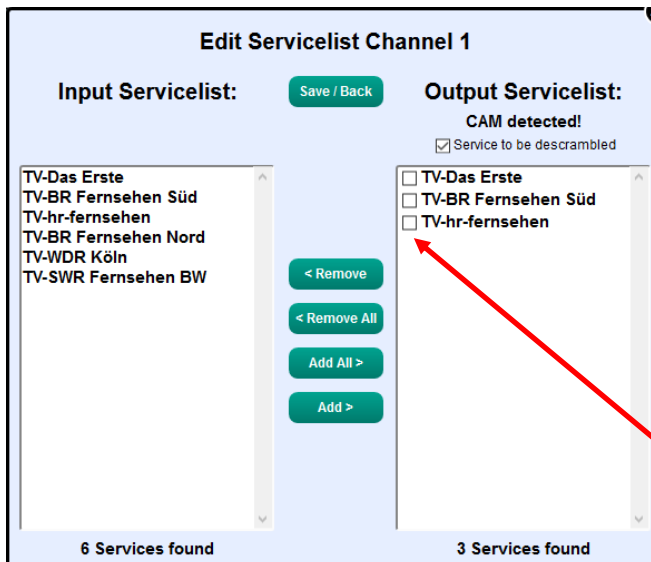 Edit Servicelist Channel 1
Input Servicelist:
Save / Back
Output Servicelist:
CAM detected!
Service to be descrambled
TV-Das Erste
TV-BR Fernsehen Süd
TV-hr-fernsehen
TV-BR Fernsehen Nord
TV-WDR Köln
TV-SWR Fernsehen BW
< Remove
< Remove All
Add All >
Add >
TV-Das Erste
TV-BR Fernsehen Süd
TV-hr-fernsehen
6 Services found
3 Services found